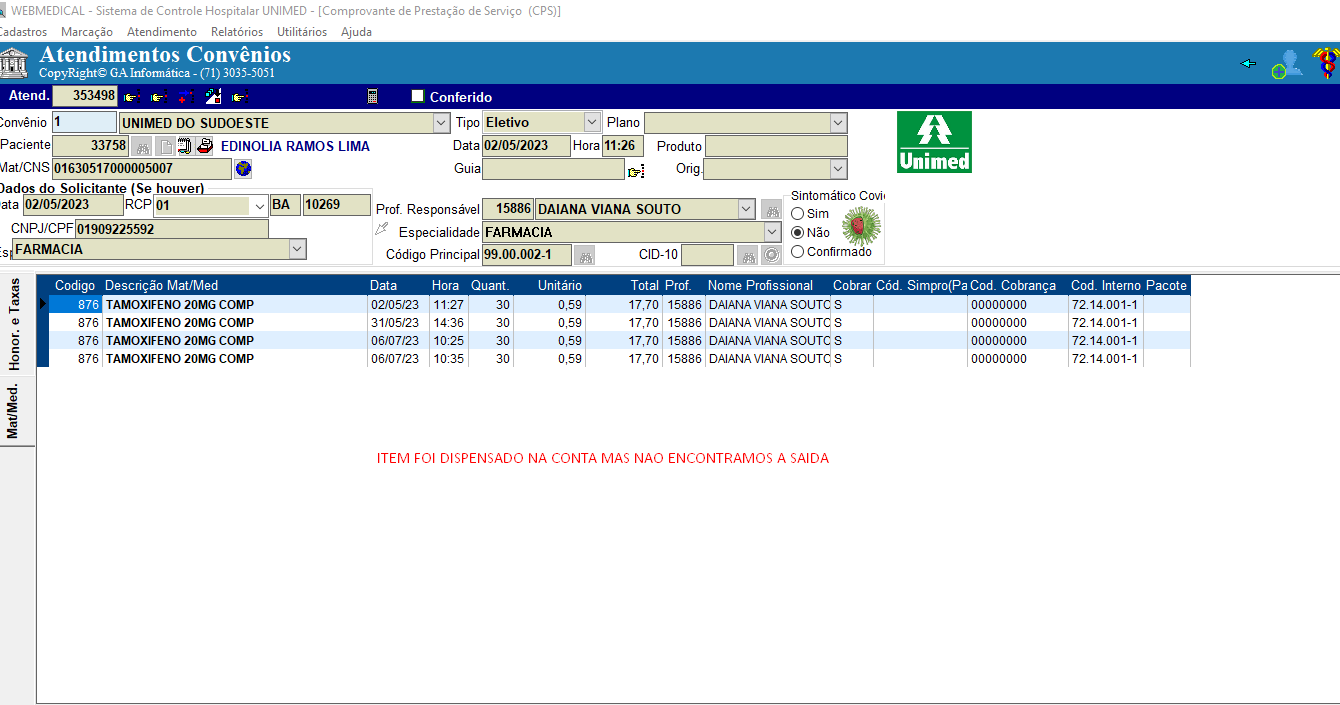 WEBMEDICAL - Sistema de Controle Hospitalar UNIMED - [Comprovante de Prestação de Serviço (CPS)]
Cadastros Marcação Atendimento Relatórios Utilitários Ajuda
Atendimentos Convênios
CopyRight© GA Informática - (71) 3035-5051
Atend. 353498 Conferido
Convênio 1 UNIMED DO SUDOESTE Tipo Eletivo Plano
Paciente 33758 EDINOLIA RAMOS LIMA Data 02/05/2023 Hora 11:26 Produto
Mat/CNS 01630517000005007 Guia Orig.
Unimed
Dados do Solicitante (Se houver)
Data 02/05/2023 RCP 01 BA 10269
CNPJ/CPF 01909225592
Esp FARMACIA
Prof. Responsável 15886 DAIANA VIANA SOUTO
Especialidade FARMACIA
Código Principal 99.00.002-1 CID-10
Sintomático Covi
Sim
Não
Confirmado
Honor. e Taxas
Mat/Med.
Codigo Descrição Mat/Med Data Hora Quant. Unitário Total Prof. Nome Profissional Cobrar Cód. Simpro(Pa Cod. Cobrança Cod. Interno Pacote
876 TAMOXIFENO 20MG COMP 02/05/23 11:27 30 0,59 17,70 15886 DAIANA VIANA SOUTO S 00000000 72.14.001-1
876 TAMOXIFENO 20MG COMP 31/05/23 14:36 30 0,59 17,70 15886 DAIANA VIANA SOUTO S 00000000 72.14.001-1
876 TAMOXIFENO 20MG COMP 06/07/23 10:25 30 0,59 17,70 15886 DAIANA VIANA SOUTO S 00000000 72.14.001-1
876 TAMOXIFENO 20MG COMP 06/07/23 10:35 30 0,59 17,70 15886 DAIANA VIANA SOUTO S 00000000 72.14.001-1
ITEM FOI DISPENSADO NA CONTA MAS NAO ENCONTRAMOS A SAIDA